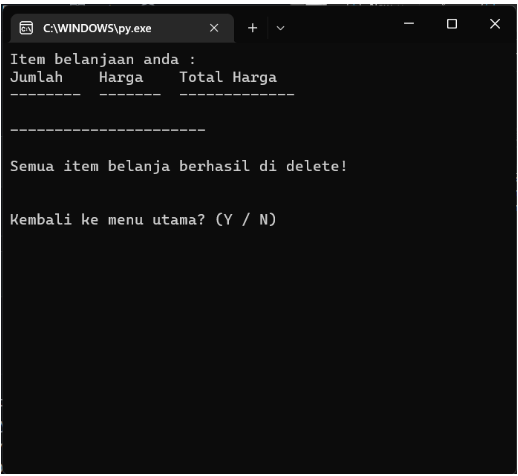 C:\WINDOWS\py.exe
Item belanjaan anda :
Jumlah    Harga    Total Harga
--------  -------  -------------
----------------------
Semua item belanja berhasil di delete!
Kembali ke menu utama? (Y / N)